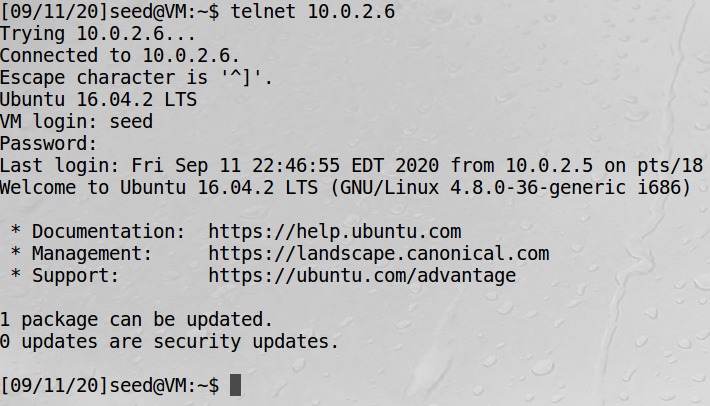 [09/11/20]seed@VM:~$ telnet 10.0.2.6
Trying 10.0.2.6...
Connected to 10.0.2.6.
Escape character is '^]'.
Ubuntu 16.04.2 LTS
VM login: seed
Password:
Last login: Fri Sep 11 22:46:55 EDT 2020 from 10.0.2.5 on pts/18
Welcome to Ubuntu 16.04.2 LTS (GNU/Linux 4.8.0-36-generic i686)
 * Documentation:  https://help.ubuntu.com
 * Management:     https://landscape.canonical.com
 * Support:        https://ubuntu.com/advantage
1 package can be updated.
0 updates are security updates.
[09/11/20]seed@VM:~$